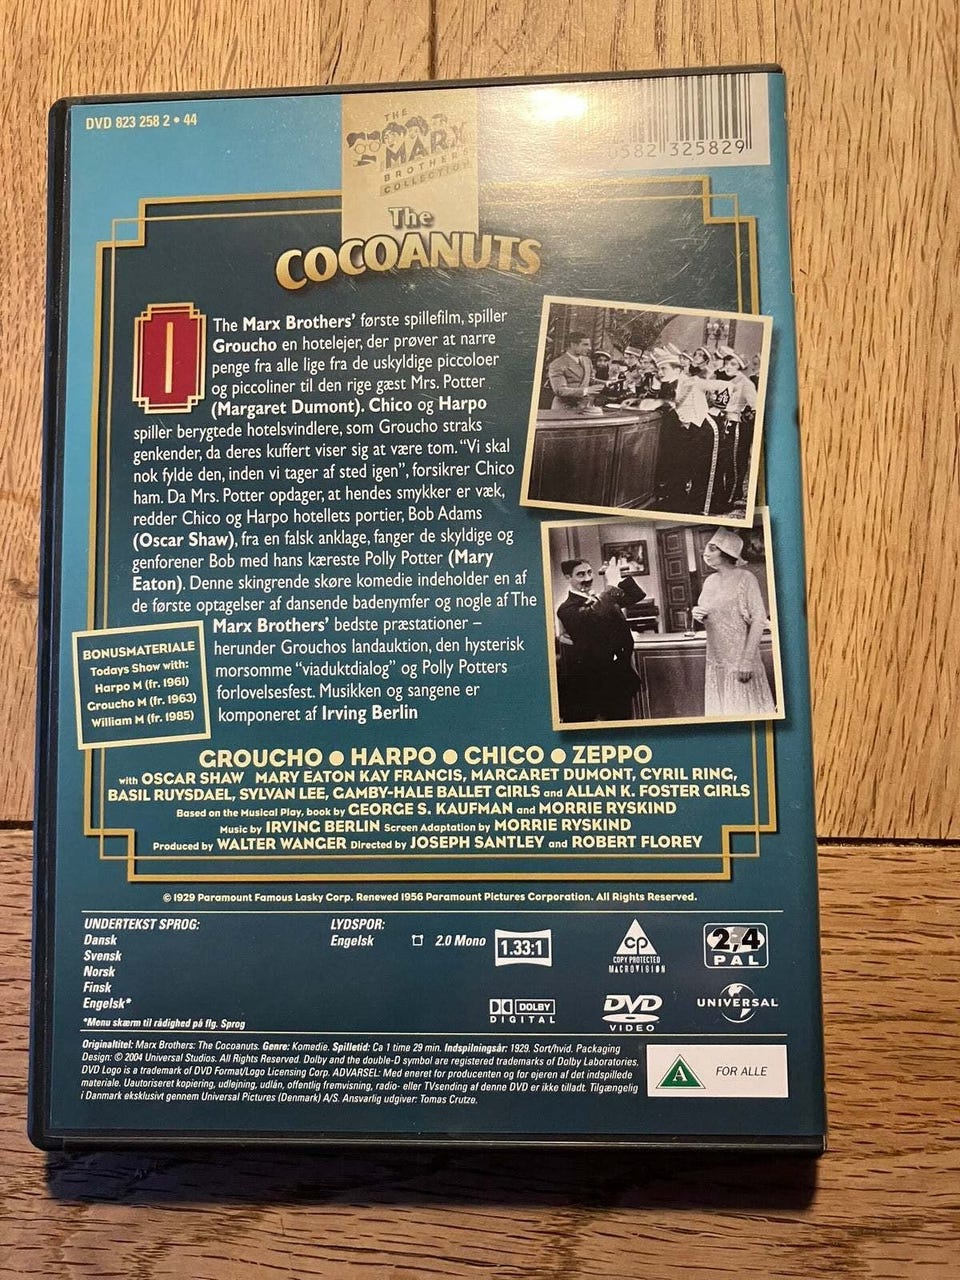 DVD 823 258 2 • 44
THE
MARX
BROTHERS
COLLECTION
0582 325829
The
COCOANUTS
I
The Marx Brothers' første spillefilm, spiller
Groucho en hotelejer, der prøver at narre
penge fra alle lige fra de uskyldige piccoloer
og piccoliner til den rige gæst Mrs. Potter
(Margaret Dumont). Chico og Harpo
spiller berygtede hotelsvindlere, som Groucho straks
genkender, da deres kuffert viser sig at være tom. "Vi skal
nok fylde den, inden vi tager af sted igen", forsikrer Chico
ham. Da Mrs. Potter opdager, at hendes smykker er væk,
redder Chico og Harpo hotellets portier, Bob Adams
(Oscar Shaw), fra en falsk anklage, fanger de skyldige og
genforener Bob med hans kæreste Polly Potter (Mary
Eaton). Denne skingrende skøre komedie indeholder en af
de første optagelser af dansende badenymfer og nogle af The
Marx Brothers' bedste præstationer –
herunder Grouchos landauktion, den hysterisk
morsomme "viaduktdialog" og Polly Potters
forlovelsesfest. Musikken og sangene er
komponeret af Irving Berlin
BONUSMATERIALE
Todays Show with:
Harpo M (fr. 1961)
Groucho M (fr. 1963)
William M (fr. 1985)
GROUCHO ● HARPO ● CHICO ● ZEPPO
with OSCAR SHAW MARY EATON KAY FRANCIS, MARGARET DUMONT, CYRIL RING,
BASIL RUYSDAEL, SYLVAN LEE, GAMBY-HALE BALLET GIRLS and ALLAN K. FOSTER GIRLS
Based on the Musical Play, book by GEORGE S. KAUFMAN and MORRIE RYSKIND
Music by IRVING BERLIN Screen Adaptation by MORRIE RYSKIND
Produced by WALTER WANGER Directed by JOSEPH SANTLEY and ROBERT FLOREY
© 1929 Paramount Famous Lasky Corp. Renewed 1956 Paramount Pictures Corporation. All Rights Reserved.
UNDERTEKST SPROG:
Dansk
Svensk
Norsk
Finsk
Engelsk*
*Menu skærm til rådighed på flg. Sprog
LYDSPOR:
Engelsk 2.0 Mono
1.33:1
CP
COPY PROTECTED
MACROVISION
2,4
PAL
DOLBY
DIGITAL
DVD
VIDEO
UNIVERSAL
Originaltitel: Marx Brothers: The Cocoanuts. Genre: Komedie. Spilletid: Ca 1 time 29 min. Indspilningsår: 1929. Sort/hvid. Packaging
Design: © 2004 Universal Studios. All Rights Reserved. Dolby and the double-D symbol are registered trademarks of Dolby Laboratories.
DVD Logo is a trademark of DVD Format/Logo Licensing Corp. ADVARSEL: Med eneret for producenten og for ejeren af det indspillede
materiale. Uautoriseret kopiering, udlejning, udlån, offentlig fremvisning, radio- eller TVsending af denne DVD er ikke tilladt. Tilgængelig
i Danmark eksklusivt gennem Universal Pictures (Denmark) A/S. Ansvarlig udgiver: Tomas Crutze.
A
FOR ALLE